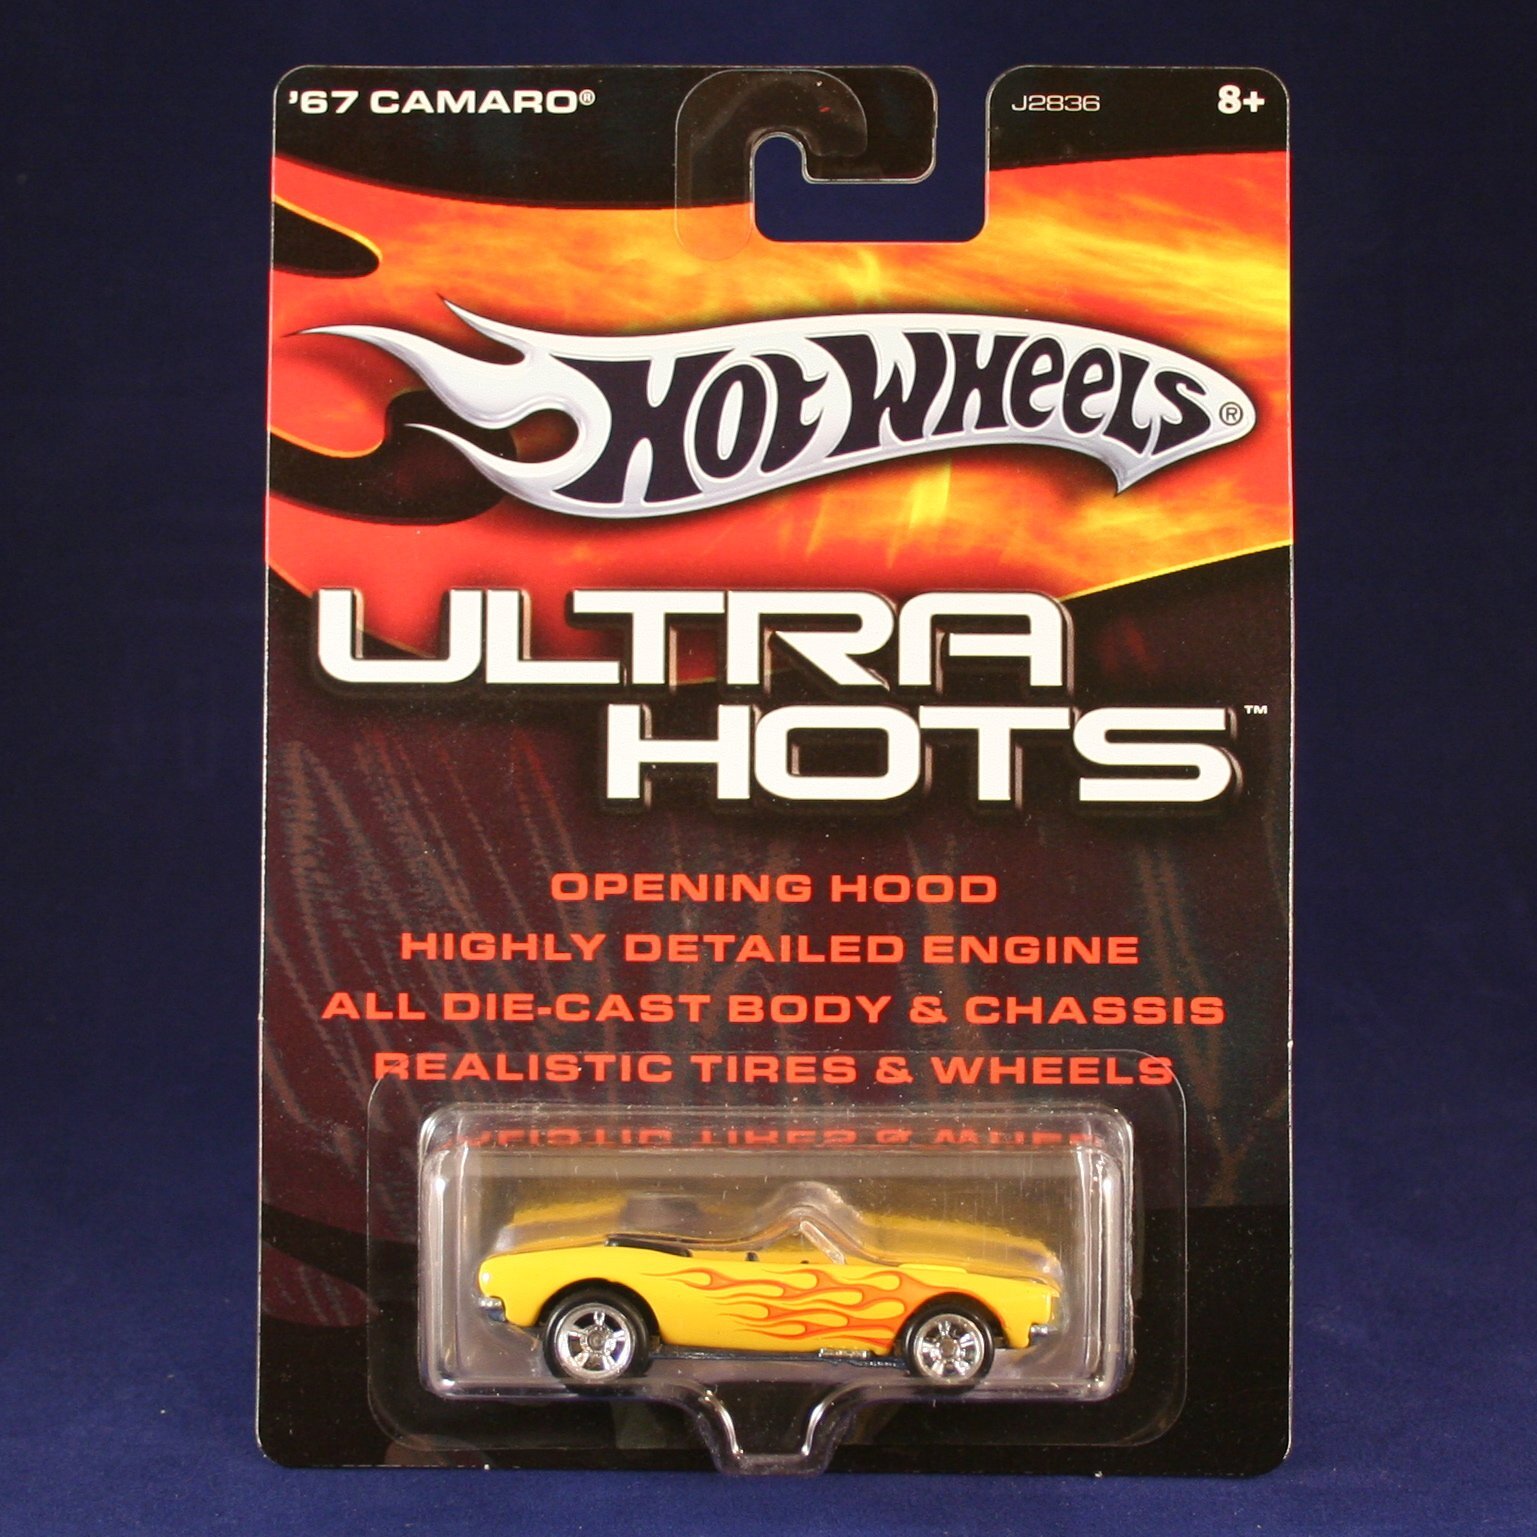 '67 CAMARO®
J2836
8+
HOT WHEELS®
ULTRA
HOTS™
OPENING HOOD
HIGHLY DETAILED ENGINE
ALL DIE-CAST BODY & CHASSIS
REALISTIC TIRES & WHEELS